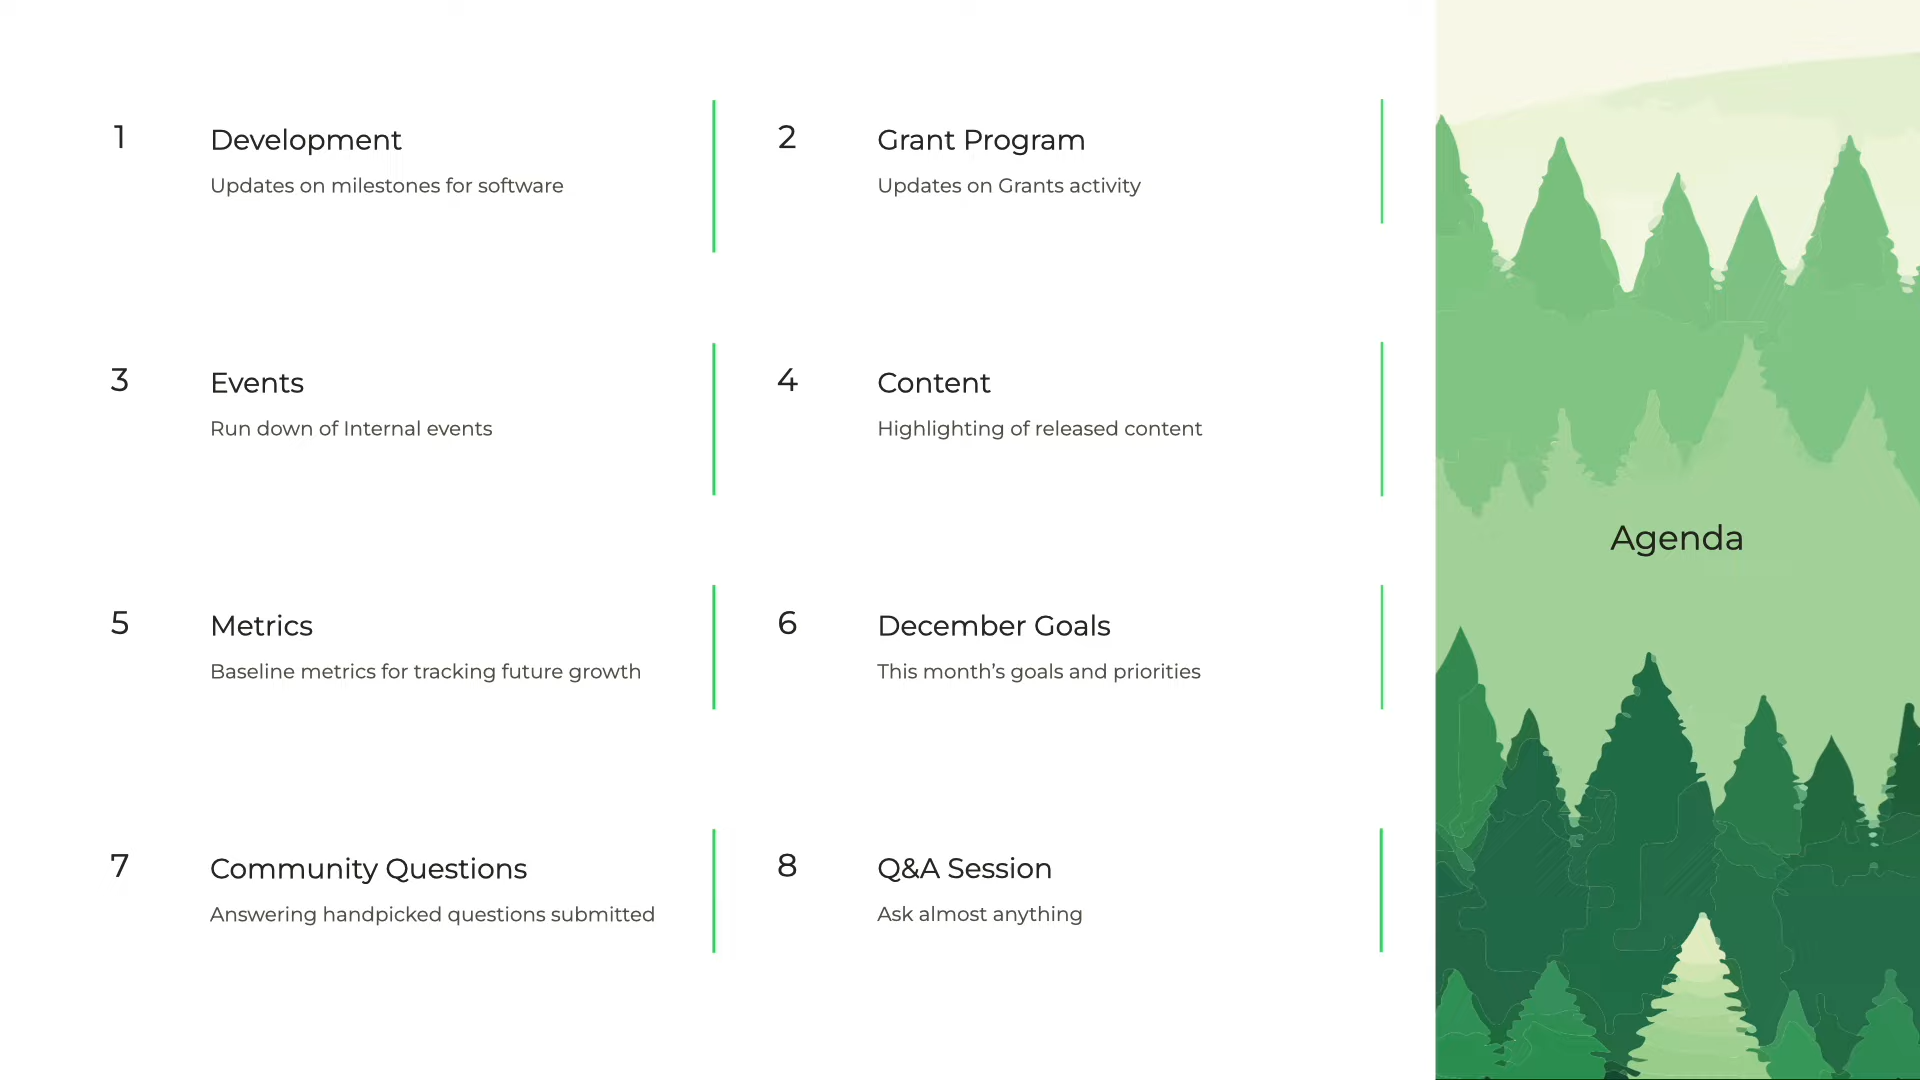 1
Development
Updates on milestones for software
2
Grant Program
Updates on Grants activity
3
Events
Run down of Internal events
4
Content
Highlighting of released content
5
Metrics
Baseline metrics for tracking future growth
6
December Goals
This month’s goals and priorities
7
Community Questions
Answering handpicked questions submitted
8
Q&A Session
Ask almost anything
Agenda